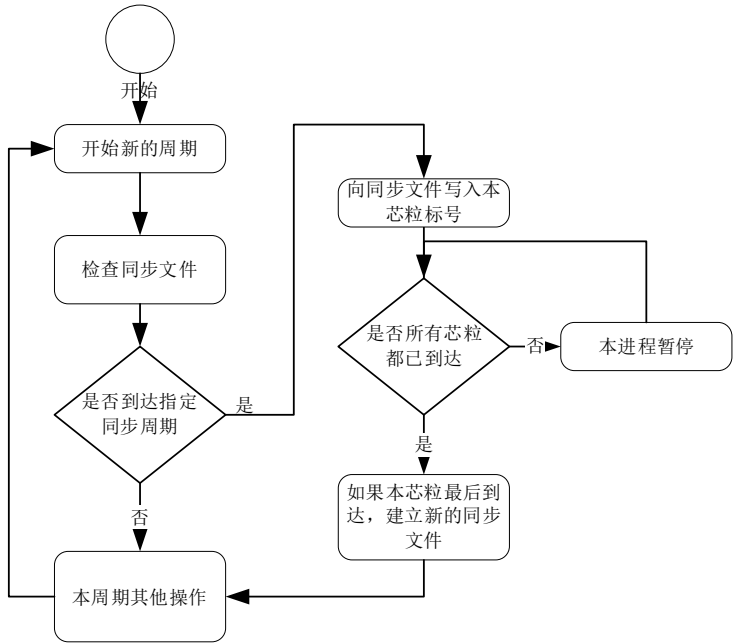 开始
开始新的周期
检查同步文件
是否到达指定
同步周期
是
否
本周期其他操作
向同步文件写入本
芯粒标号
是否所有芯粒
都已到达
否
本进程暂停
是
如果本芯粒最后到
达，建立新的同步
文件